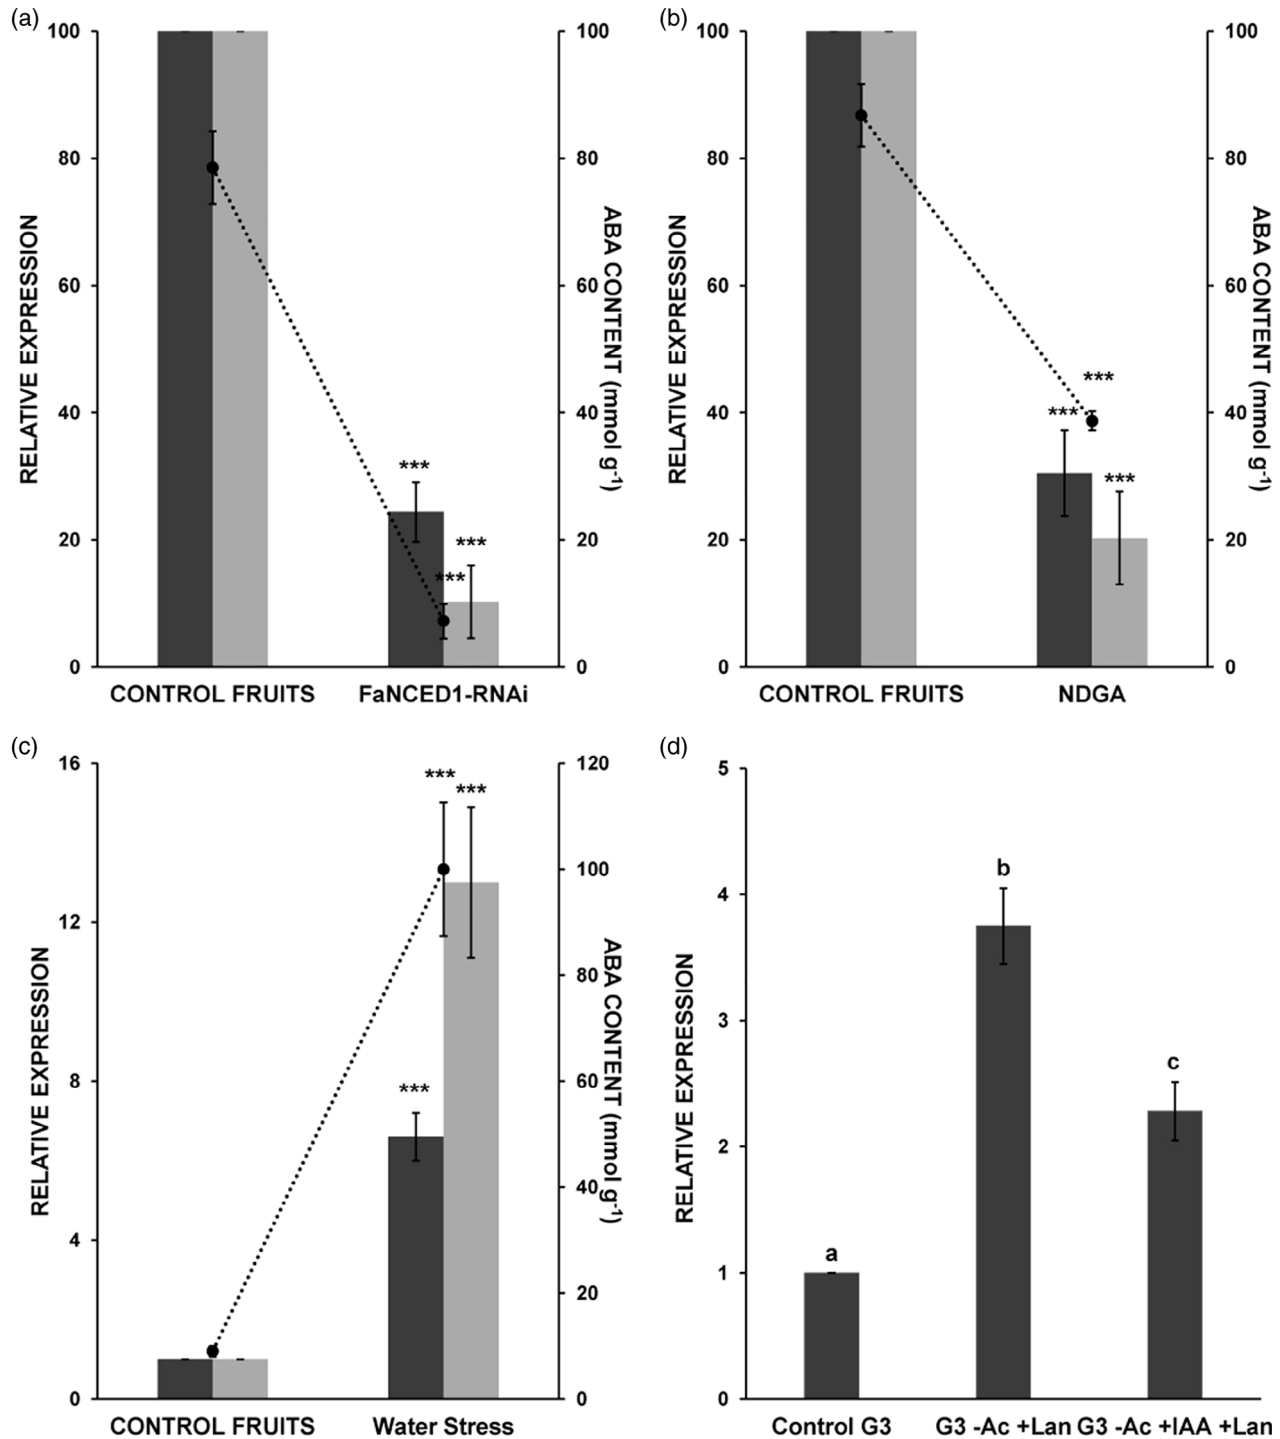 (a)
100
80
60
40
20
0
RELATIVE EXPRESSION
***
***
***
100
80
60
40
20
0
ABA CONTENT (mmol g-1)
CONTROL FRUITS FaNCED1-RNAi
(b)
100
80
60
40
20
0
RELATIVE EXPRESSION
***
***
***
100
80
60
40
20
0
ABA CONTENT (mmol g-1)
CONTROL FRUITS NDGA
(c)
16
12
8
4
0
RELATIVE EXPRESSION
***
***
***
120
100
80
60
40
20
0
ABA CONTENT (mmol g-1)
CONTROL FRUITS Water Stress
(d)
5
4
3
2
1
0
RELATIVE EXPRESSION
a
b
c
Control G3 G3 -Ac +Lan G3 -Ac +IAA +Lan